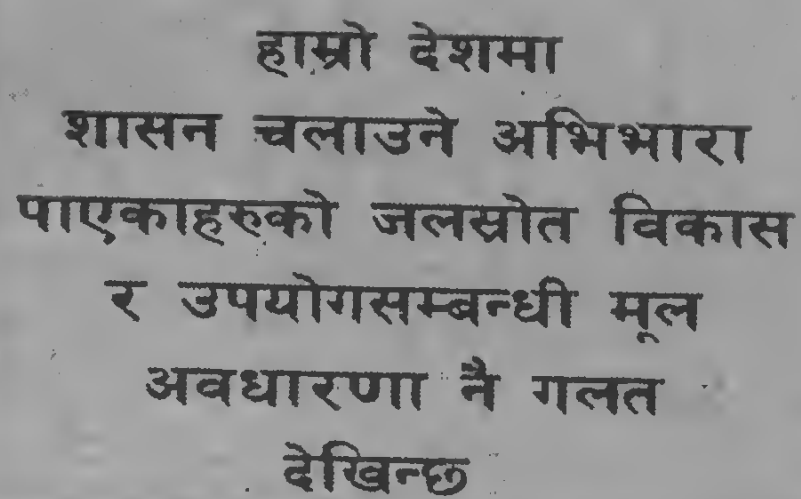 हाम्रो देशमा
शासन चलाउने अभिभारा
पाएकाहरुको जलस्रोत विकास
र उपयोगसम्बन्धी मूल
अवधारणा नै गलत
देखिन्छ